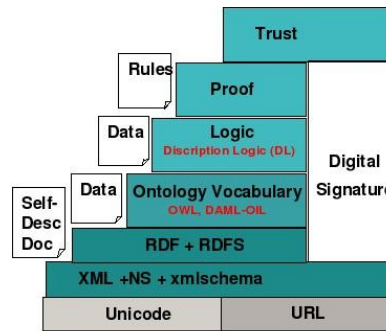 Trust
Rules
Proof
Data
Logic
Discription Logic (DL)
Digital
Signature
Data
Ontology Vocabulary
OWL, DAML-OIL
Self-
Desc
Doc
RDF + RDFS
XML +NS + xmlschema
Unicode
URL